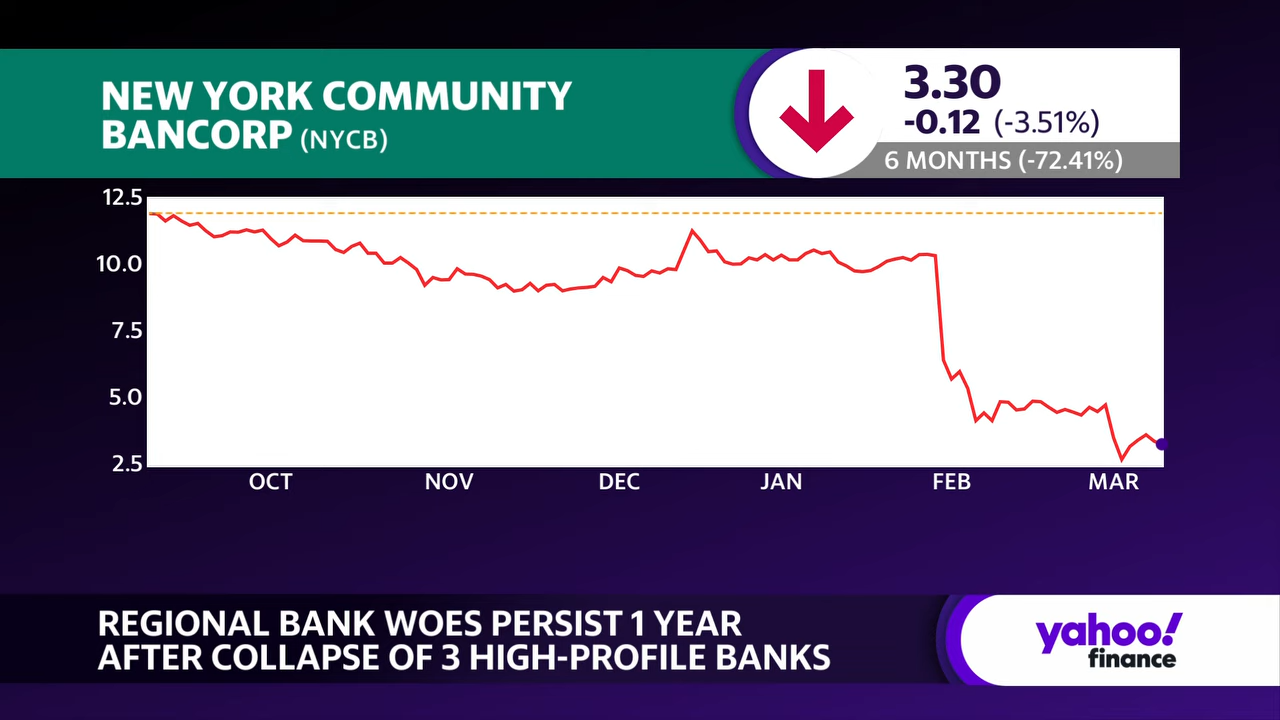 NEW YORK COMMUNITY
BANCORP (NYCB)
3.30
-0.12 (-3.51%)
6 MONTHS (-72.41%)
12.5
10.0
7.5
5.0
2.5
OCT NOV DEC JAN FEB MAR
REGIONAL BANK WOES PERSIST 1 YEAR
AFTER COLLAPSE OF 3 HIGH-PROFILE BANKS
yahoo!
finance